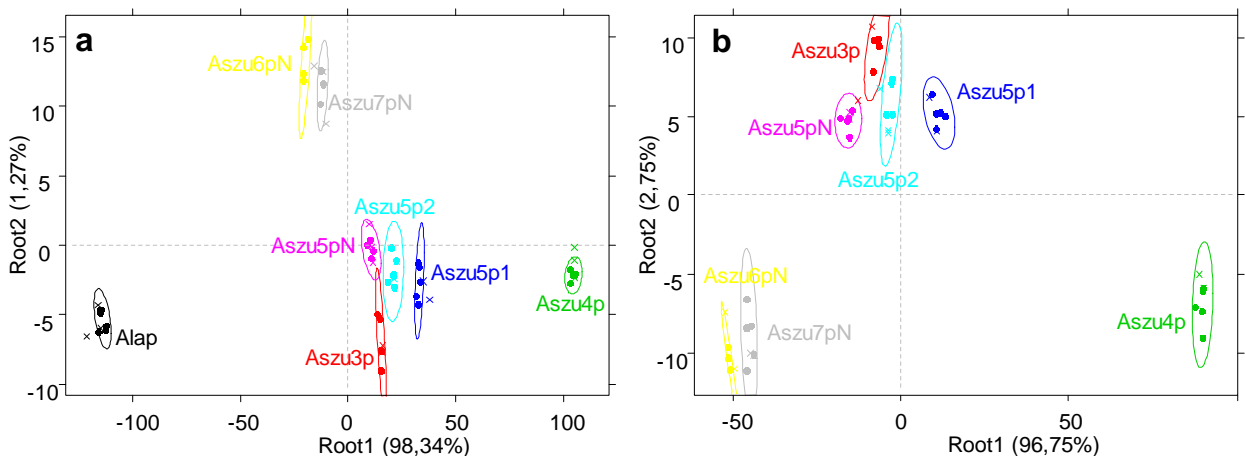 a
15
10
5
0
-5
-10
Root2 (1,27%)
Aszu6pN
Aszu7pN
Aszu5p2
Aszu5pN
Aszu5p1
Aszu4p
Aszu3p
Alap
-100
-50
0
50
100
Root1 (98,34%)
b
10
5
0
-5
-10
Root2 (2,75%)
Aszu3p
Aszu5p1
Aszu5pN
Aszu5p2
Aszu6pN
Aszu7pN
Aszu4p
-50
0
50
Root1 (96,75%)